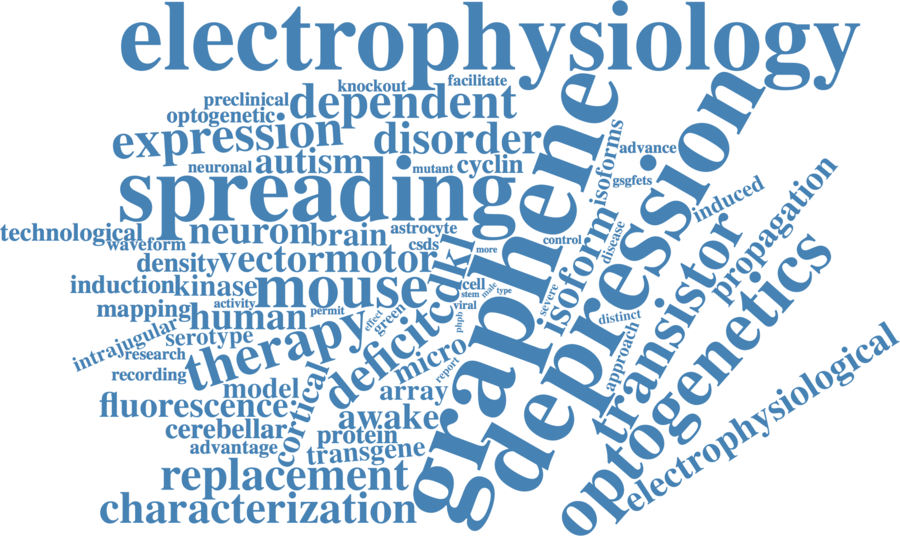 electrophysiology
knockout
facilitate
preclinical
dependent
optogenetic
expression
disorder
isoforms
advance
neuronal
autism
mutant
cyclin
gsgfets
spreading
graphene
depression
induced
propagation
technological
waveform
neuron
brain
astrocyte
csds
more
control
disease
isoform
density
vector
motor
cdkl
induction
kinase
activity
mouse
cell
stem
male
type
viral
severe
mapping
human
permit
effect
green
phpb
distinct
transistor
optogenetics
intrajugular
serotype
research
therapy
deficit
micro
report
approach
recording
model
cortical
array
fluorescence
awake
cerebellar
protein
advantage
transgene
electrophysiological
replacement
characterization